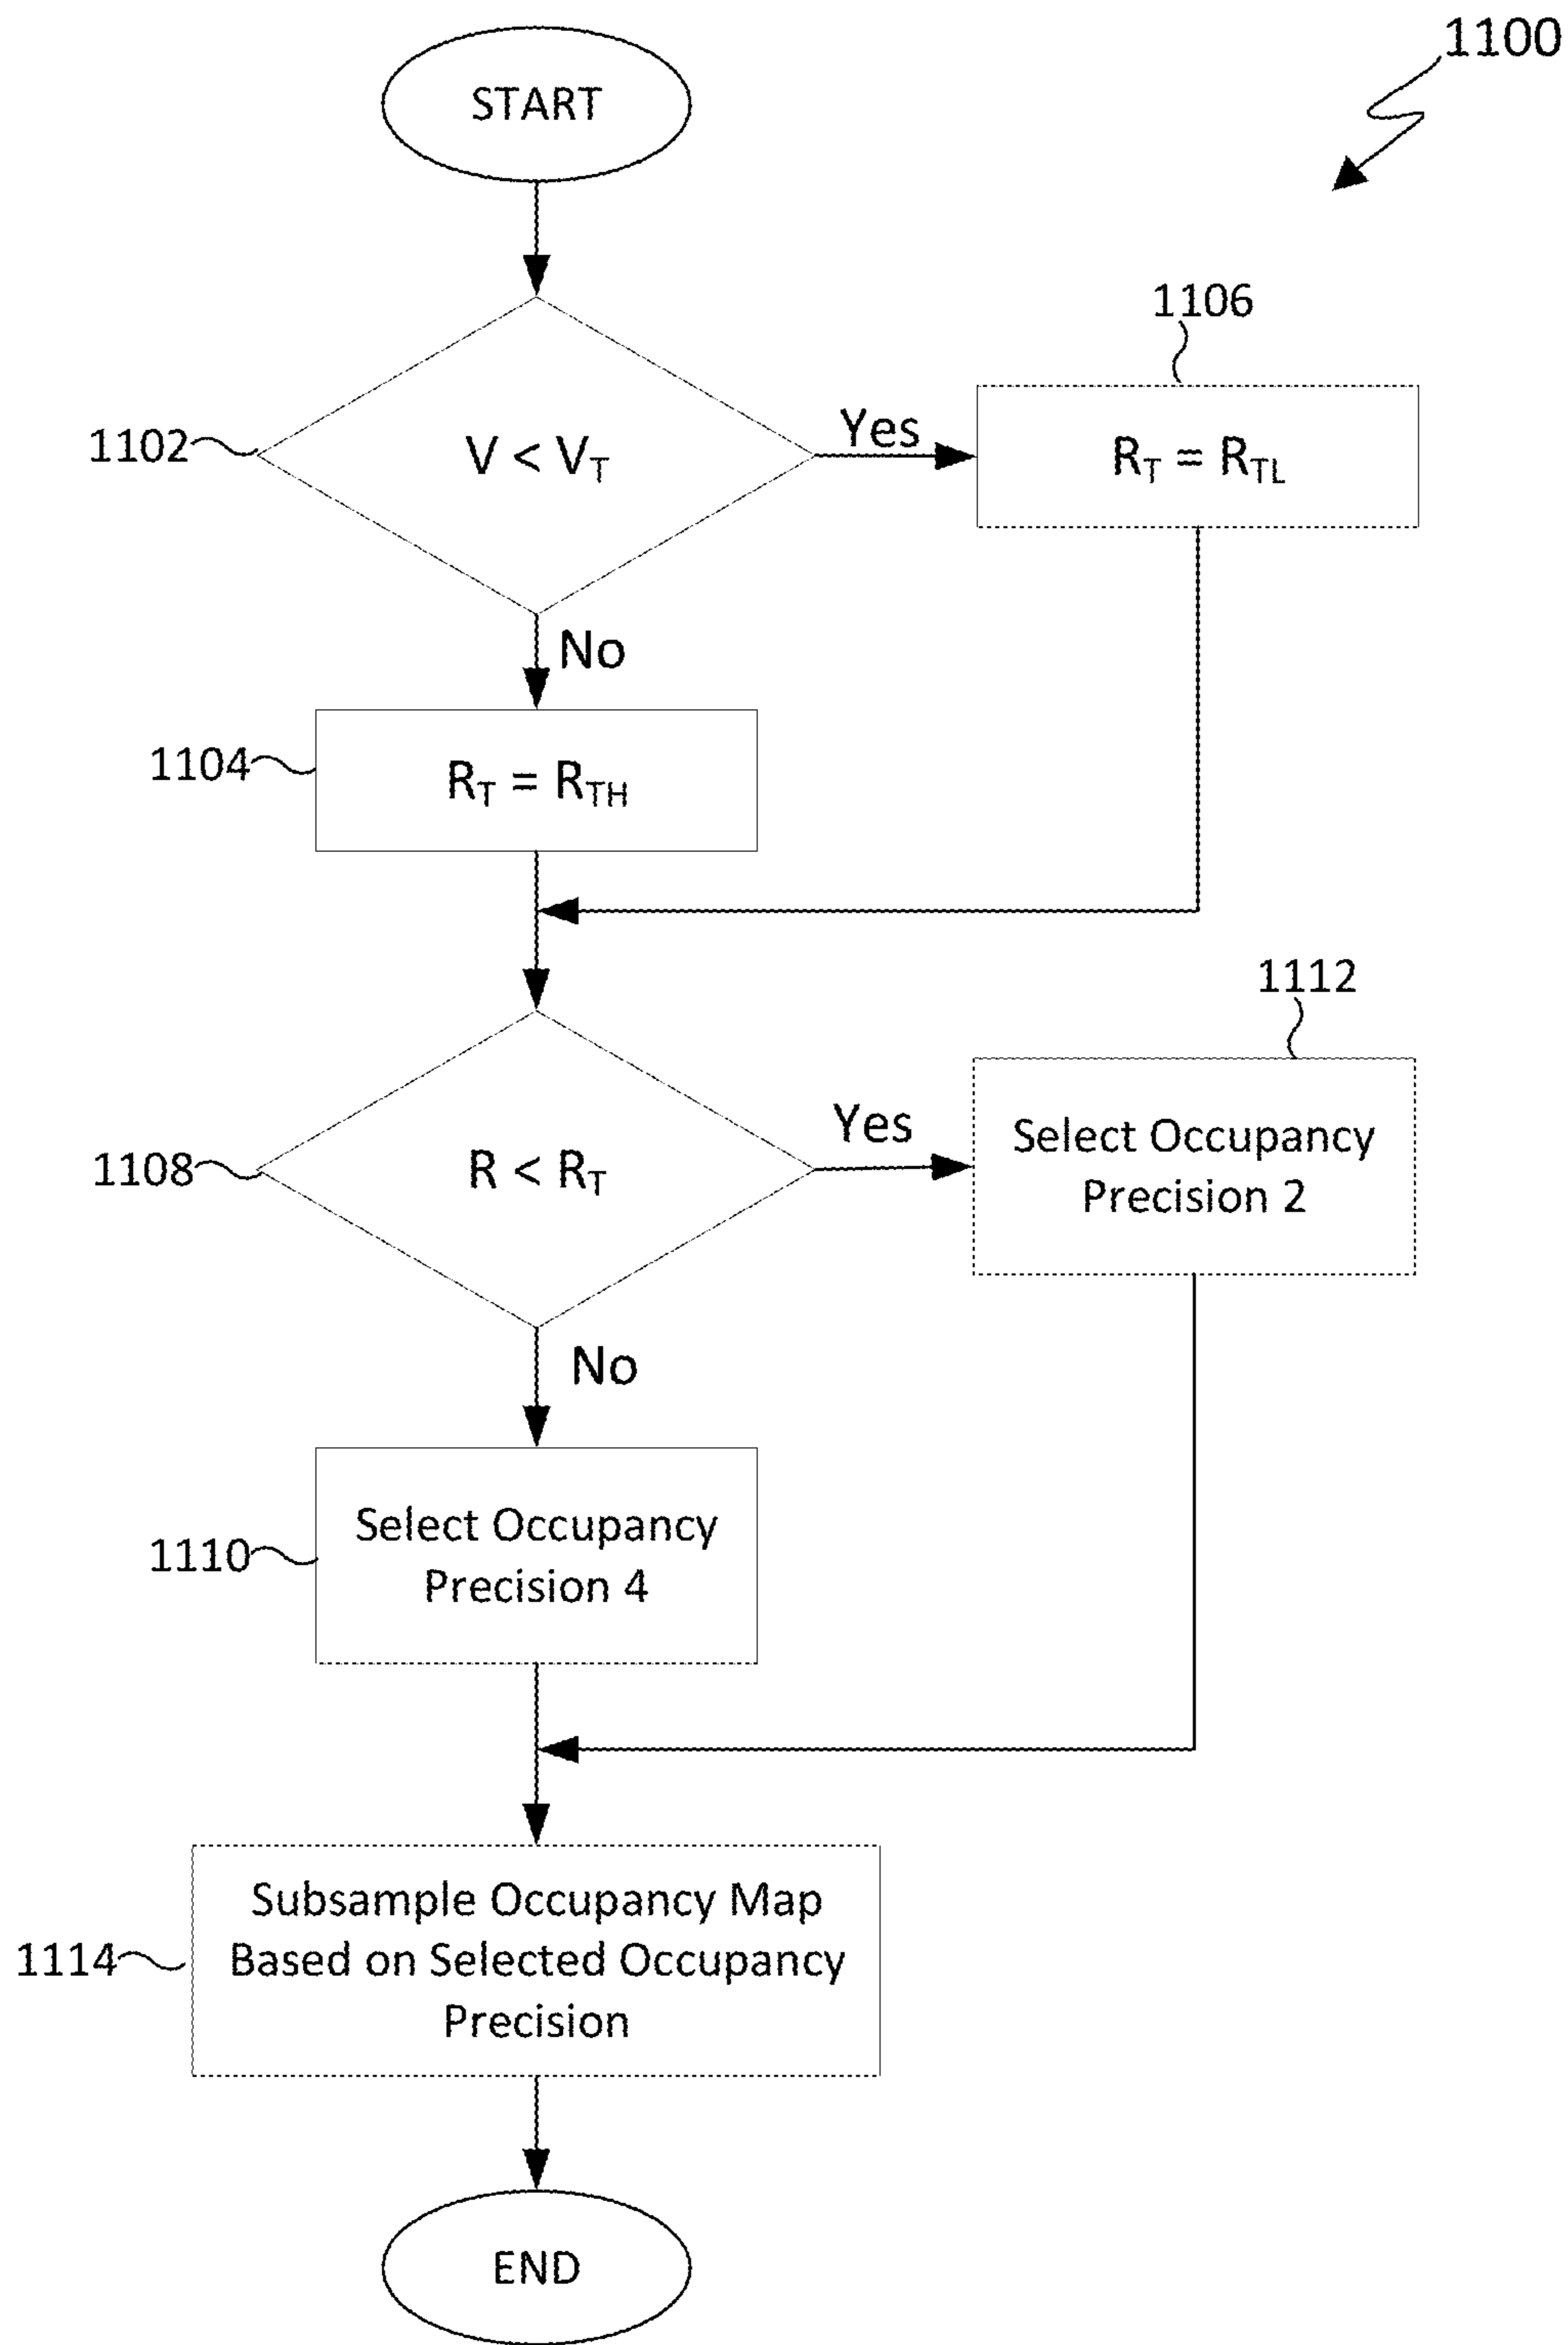 1100
START
1106
1102
V < V_T
Yes
R_T = R_TL
No
1104
R_T = R_TH
1112
1108
R < R_T
Yes
Select Occupancy
Precision 2
No
1110
Select Occupancy
Precision 4
1114
Subsample Occupancy Map
Based on Selected Occupancy
Precision
END